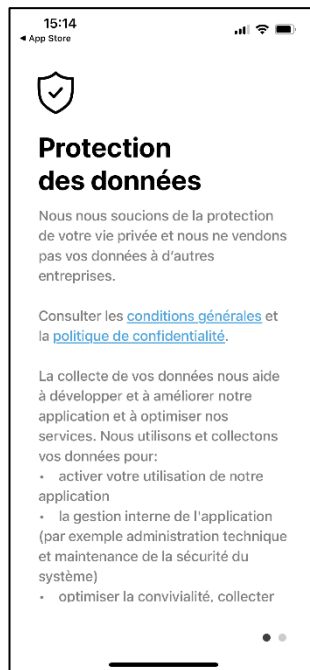 15:14
◀ App Store
Protection
des données
Nous nous soucions de la protection
de votre vie privée et nous ne vendons
pas vos données à d'autres
entreprises.
Consulter les conditions générales et
la politique de confidentialité.
La collecte de vos données nous aide
à développer et à améliorer notre
application et à optimiser nos
services. Nous utilisons et collectons
vos données pour:
• activer votre utilisation de notre
application
• la gestion interne de l'application
(par exemple administration technique
et maintenance de la sécurité du
système)
• optimiser la convivialité, collecter